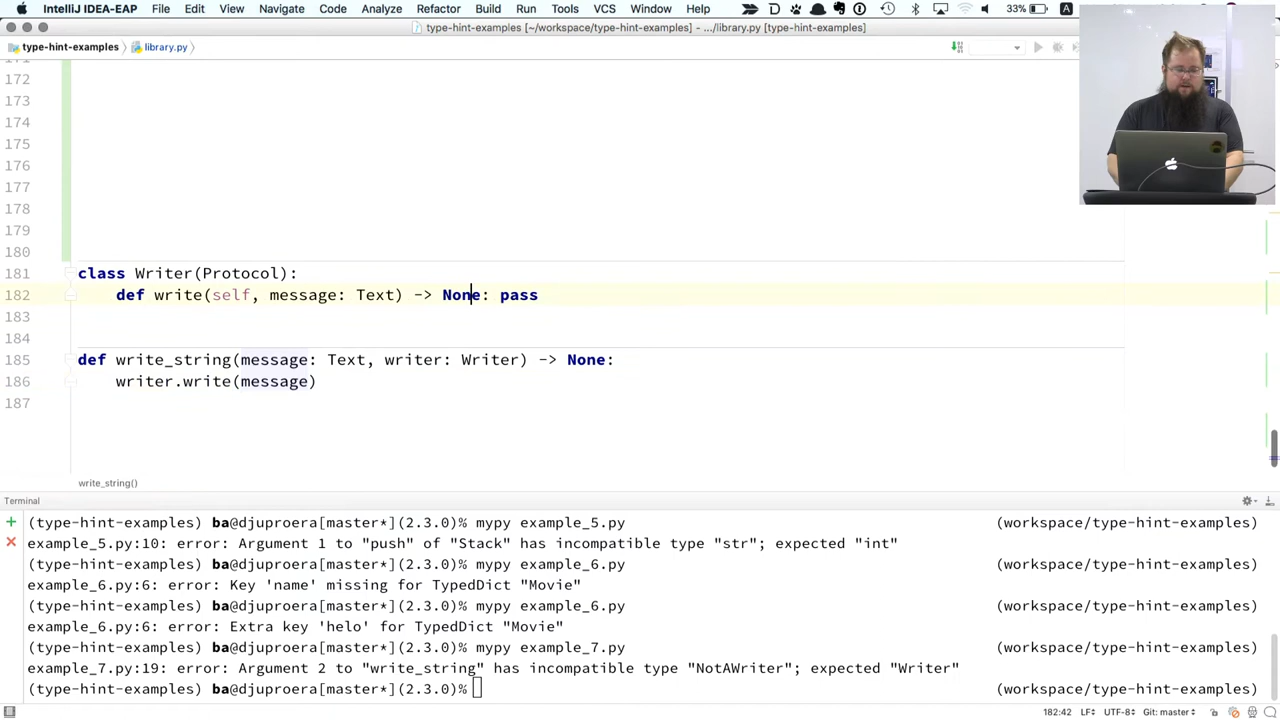 IntelliJ IDEA-EAP File Edit View Navigate Code Analyze Refactor Build Run Tools VCS Window Help 33%
type-hint-examples [~/workspace/type-hint-examples] - .../library.py [type-hint-examples]
type-hint-examples library.py
171
172
173
174
175
176
177
178
179
180
181 class Writer(Protocol):
182 def write(self, message: Text) -> None: pass
183
184
185 def write_string(message: Text, writer: Writer) -> None:
186 writer.write(message)
187
write_string()
Terminal
(type-hint-examples) ba@djuproera[master*](2.3.0)% mypy example_5.py (workspace/type-hint-examples)
example_5.py:10: error: Argument 1 to "push" of "Stack" has incompatible type "str"; expected "int"
(type-hint-examples) ba@djuproera[master*](2.3.0)% mypy example_6.py (workspace/type-hint-examples)
example_6.py:6: error: Key 'name' missing for TypedDict "Movie"
(type-hint-examples) ba@djuproera[master*](2.3.0)% mypy example_6.py (workspace/type-hint-examples)
example_6.py:6: error: Extra key 'helo' for TypedDict "Movie"
(type-hint-examples) ba@djuproera[master*](2.3.0)% mypy example_7.py (workspace/type-hint-examples)
example_7.py:19: error: Argument 2 to "write_string" has incompatible type "NotAWriter"; expected "Writer"
(type-hint-examples) ba@djuproera[master*](2.3.0)% (workspace/type-hint-examples)
182:42 LF UTF-8 Git: master